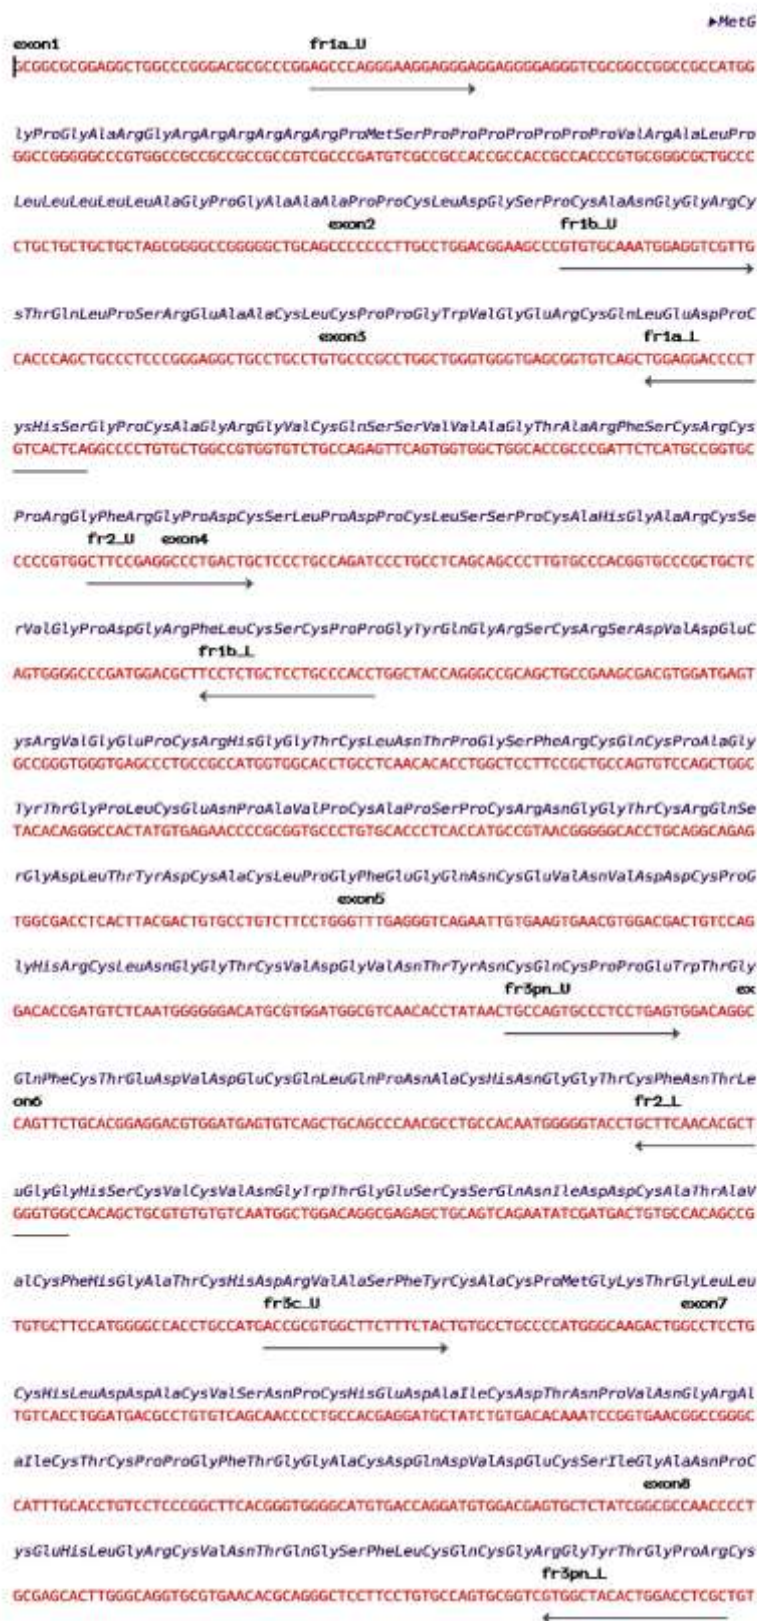 ▸MetG
exon1 fr1a_U
GCGGCGCGGAGGCTGGCCCGGGACGCGCCCGGAGCCCAGGGAAGGAGGGAGGAGGGGAGGGTCGCGGCCGGCCGCCATGG
lyProGlyAlaArgGlyArgArgArgArgArgArgProMetSerProProProProProProProValArgAlaLeuPro
GGCCGGGGGCCCGTGGCCGCCGCCGCCGCCGTCGCCCGATGTCGCCGCCACCGCCACCGCCACCCGTGCGGGCGCTGCCC
LeuLeuLeuLeuLeuAlaGlyProGlyAlaAlaAlaProProCysLeuAspGlySerProCysAlaAsnGlyGlyArgCy
exon2 fr1b_U
CTGCTGCTGCTGCTAGCGGGGCCGGGGGCTGCAGCCCCCCCTTGCCTGGACGGAAGCCCGTGTGCAAATGGAGGTCGTTG
sThrGlnLeuProSerArgGluAlaAlaCysLeuCysProProGlyTrpValGlyGluArgCysGlnLeuGluAspProC
exon3 fr1a_L
CACCCAGCTGCCCTCCCGGGAGGCTGCCTGCCTGTGCCCGCCTGGCTGGGTGGGTGAGCGGTGTCAGCTGGAGGACCCCT
ysHisSerGlyProCysAlaGlyArgGlyValCysGlnSerSerValValAlaGlyThrAlaArgPheSerCysArgCys
GTCACTCAGGCCCCTGTGCTGGCCGTGGTGTCTGCCAGAGTTCAGTGGTGGCTGGCACCGCCCGATTCTCATGCCGGTGC
ProArgGlyPheArgGlyProAspCysSerLeuProAspProCysLeuSerSerProCysAlaHisGlyAlaArgCysSe
fr2_U exon4
CCCCGTGGCTTCCGAGGCCCTGACTGCTCCCTGCCAGATCCCTGCCTCAGCAGCCCTTGTGCCCACGGTGCCCGCTGCTC
rValGlyProAspGlyArgPheLeuCysSerCysProProGlyTyrGlnGlyArgSerCysArgSerAspValAspGluC
fr1b_L
AGTGGGGCCCGATGGACGCTTCCTCTGCTCCTGCCCACCTGGCTACCAGGGCCGCAGCTGCCGAAGCGACGTGGATGAGT
ysArgValGlyGluProCysArgHisGlyGlyThrCysLeuAsnThrProGlySerPheArgCysGlnCysProAlaGly
GCCGGGTGGGTGAGCCCTGCCGCCATGGTGGCACCTGCCTCAACACACCTGGCTCCTTCCGCTGCCAGTGTCCAGCTGGC
TyrThrGlyProLeuCysGluAsnProAlaValProCysAlaProSerProCysArgAsnGlyGlyThrCysArgGlnSe
TACACAGGGCCACTATGTGAGAACCCCGCGGTGCCCTGTGCACCCTCACCATGCCGTAACGGGGGCACCTGCAGGCAGAG
rGlyAspLeuThrTyrAspCysAlaCysLeuProGlyPheGluGlyGlnAsnCysGluValAsnValAspAspCysProG
exon5
TGGCGACCTCACTTACGACTGTGCCTGTCTTCCTGGGTTTGAGGGTCAGAATTGTGAAGTGAACGTGGACGACTGTCCAG
lyHisArgCysLeuAsnGlyGlyThrCysValAspGlyValAsnThrTyrAsnCysGlnCysProProGluTrpThrGly
fr3pn_U ex
GACACCGATGTCTCAATGGGGGGACATGCGTGGATGGCGTCAACACCTATAACTGCCAGTGCCCTCCTGAGTGGACAGGC
GlnPheCysThrGluAspValAspGluCysGlnLeuGlnProAsnAlaCysHisAsnGlyGlyThrCysPheAsnThrLe
on6 fr2_L
CAGTTCTGCACGGAGGACGTGGATGAGTGTCAGCTGCAGCCCAACGCCTGCCACAATGGGGGTACCTGCTTCAACACGCT
uGlyGlyHisSerCysValCysValAsnGlyTrpThrGlyGluSerCysSerGlnAsnIleAspAspCysAlaThrAlaV
GGGTGGCCACAGCTGCGTGTGTGTCAATGGCTGGACAGGCGAGAGCTGCAGTCAGAATATCGATGACTGTGCCACAGCCG
alCysPheHisGlyAlaThrCysHisAspArgValAlaSerPheTyrCysAlaCysProMetGlyLysThrGlyLeuLeu
fr3c_U exon7
TGTGCTTCCATGGGGCCACCTGCCATGACCGCGTGGCTTCTTTCTACTGTGCCTGCCCCATGGGCAAGACTGGCCTCCTG
CysHisLeuAspAspAlaCysValSerAsnProCysHisGluAspAlaIleCysAspThrAsnProValAsnGlyArgAl
TGTCACCTGGATGACGCCTGTGTCAGCAACCCCTGCCACGAGGATGCTATCTGTGACACAAATCCGGTGAACGGCCGGGC
aIleCysThrCysProProGlyPheThrGlyGlyAlaCysAspGlnAspValAspGluCysSerIleGlyAlaAsnProC
exon8
CATTTGCACCTGTCCTCCCGGCTTCACGGGTGGGGCATGTGACCAGGATGTGGACGAGTGCTCTATCGGCGCCAACCCCT
ysGluHisLeuGlyArgCysValAsnThrGlnGlySerPheLeuCysGlnCysGlyArgGlyTyrThrGlyProArgCys
fr3pn_L
GCGAGCACTTGGGCAGGTGCGTGAACACGCAGGGCTCCTTCCTGTGCCAGTGCGGTCGTGGCTACACTGGACCTCGCTGT